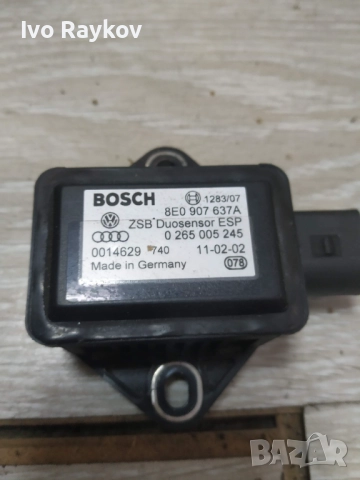 Ivo Raykov
BOSCH
1283/07
8E0 907 637A
ZSB Duosensor ESP
0 265 005 245
0014629 740 11-02-02
Made in Germany
078
bazar